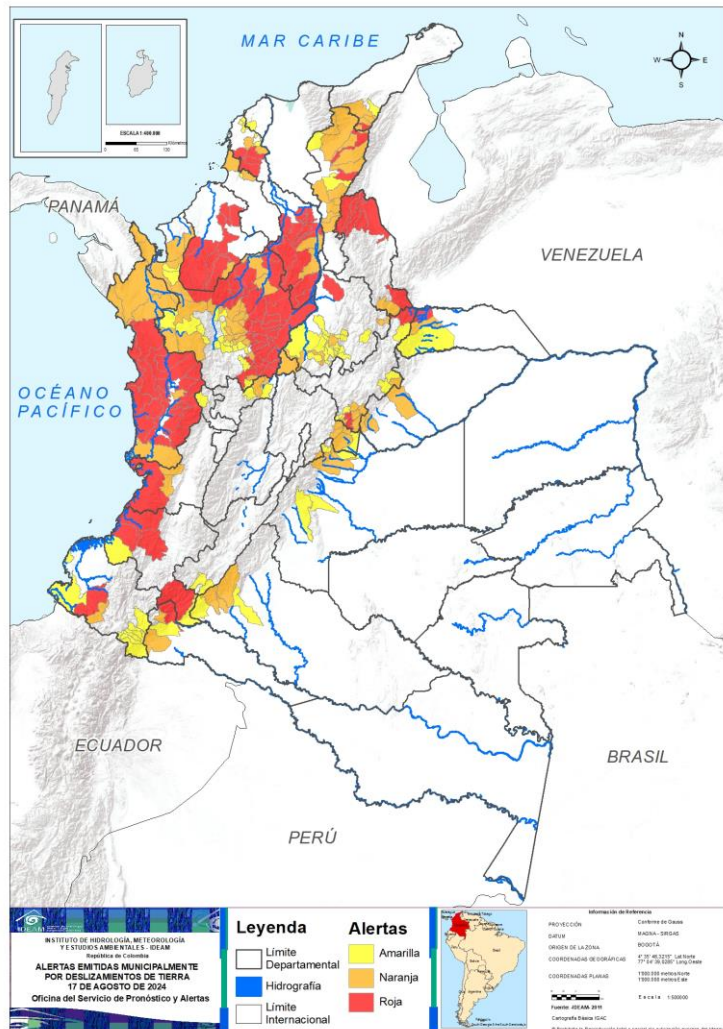 MAR CARIBE
N
W E
S
ESCALA 1:400,000
PANAMÁ
VENEZUELA
OCÉANO
PACÍFICO
ECUADOR
BRASIL
PERÚ
IDEAM
INSTITUTO DE HIDROLOGÍA, METEOROLOGÍA
Y ESTUDIOS AMBIENTALES - IDEAM
República de Colombia
ALERTAS EMITIDAS MUNICIPALMENTE
POR DESLIZAMIENTOS DE TIERRA
17 DE AGOSTO DE 2024
Oficina del Servicio de Pronóstico y Alertas
Leyenda
Límite
Departamental
Hidrografía
Límite
Internacional
Alertas
Amarilla
Naranja
Roja
Información de Referencia
PROYECCIÓN Conforme de Gauss
DATUM MAGNA - SIRGAS
ORIGEN DE LA ZONA BOGOTÁ
COORDENADAS GEOGRÁFICAS
COORDENADAS PLANAS
Escala
Fuente: IDEAM
Cartografía Básica IGAC